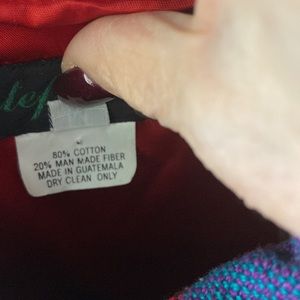 80% COTTON
20% MAN MADE FIBER
MADE IN GUATEMALA
DRY CLEAN ONLY